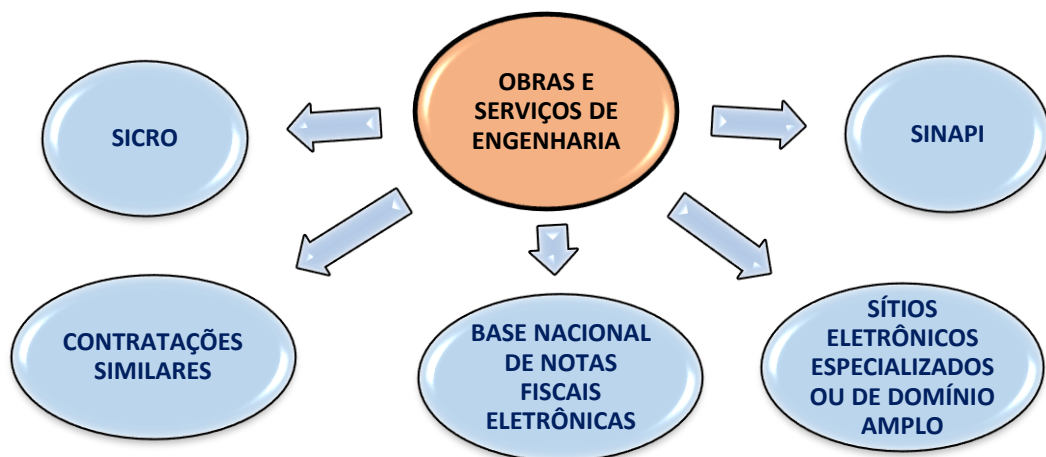 OBRAS E
SERVIÇOS DE
ENGENHARIA
SICRO
SINAPI
CONTRATAÇÕES
SIMILARES
BASE NACIONAL
DE NOTAS
FISCAIS
ELETRÔNICAS
SÍTIOS
ELETRÔNICOS
ESPECIALIZADOS
OU DE DOMÍNIO
AMPLO